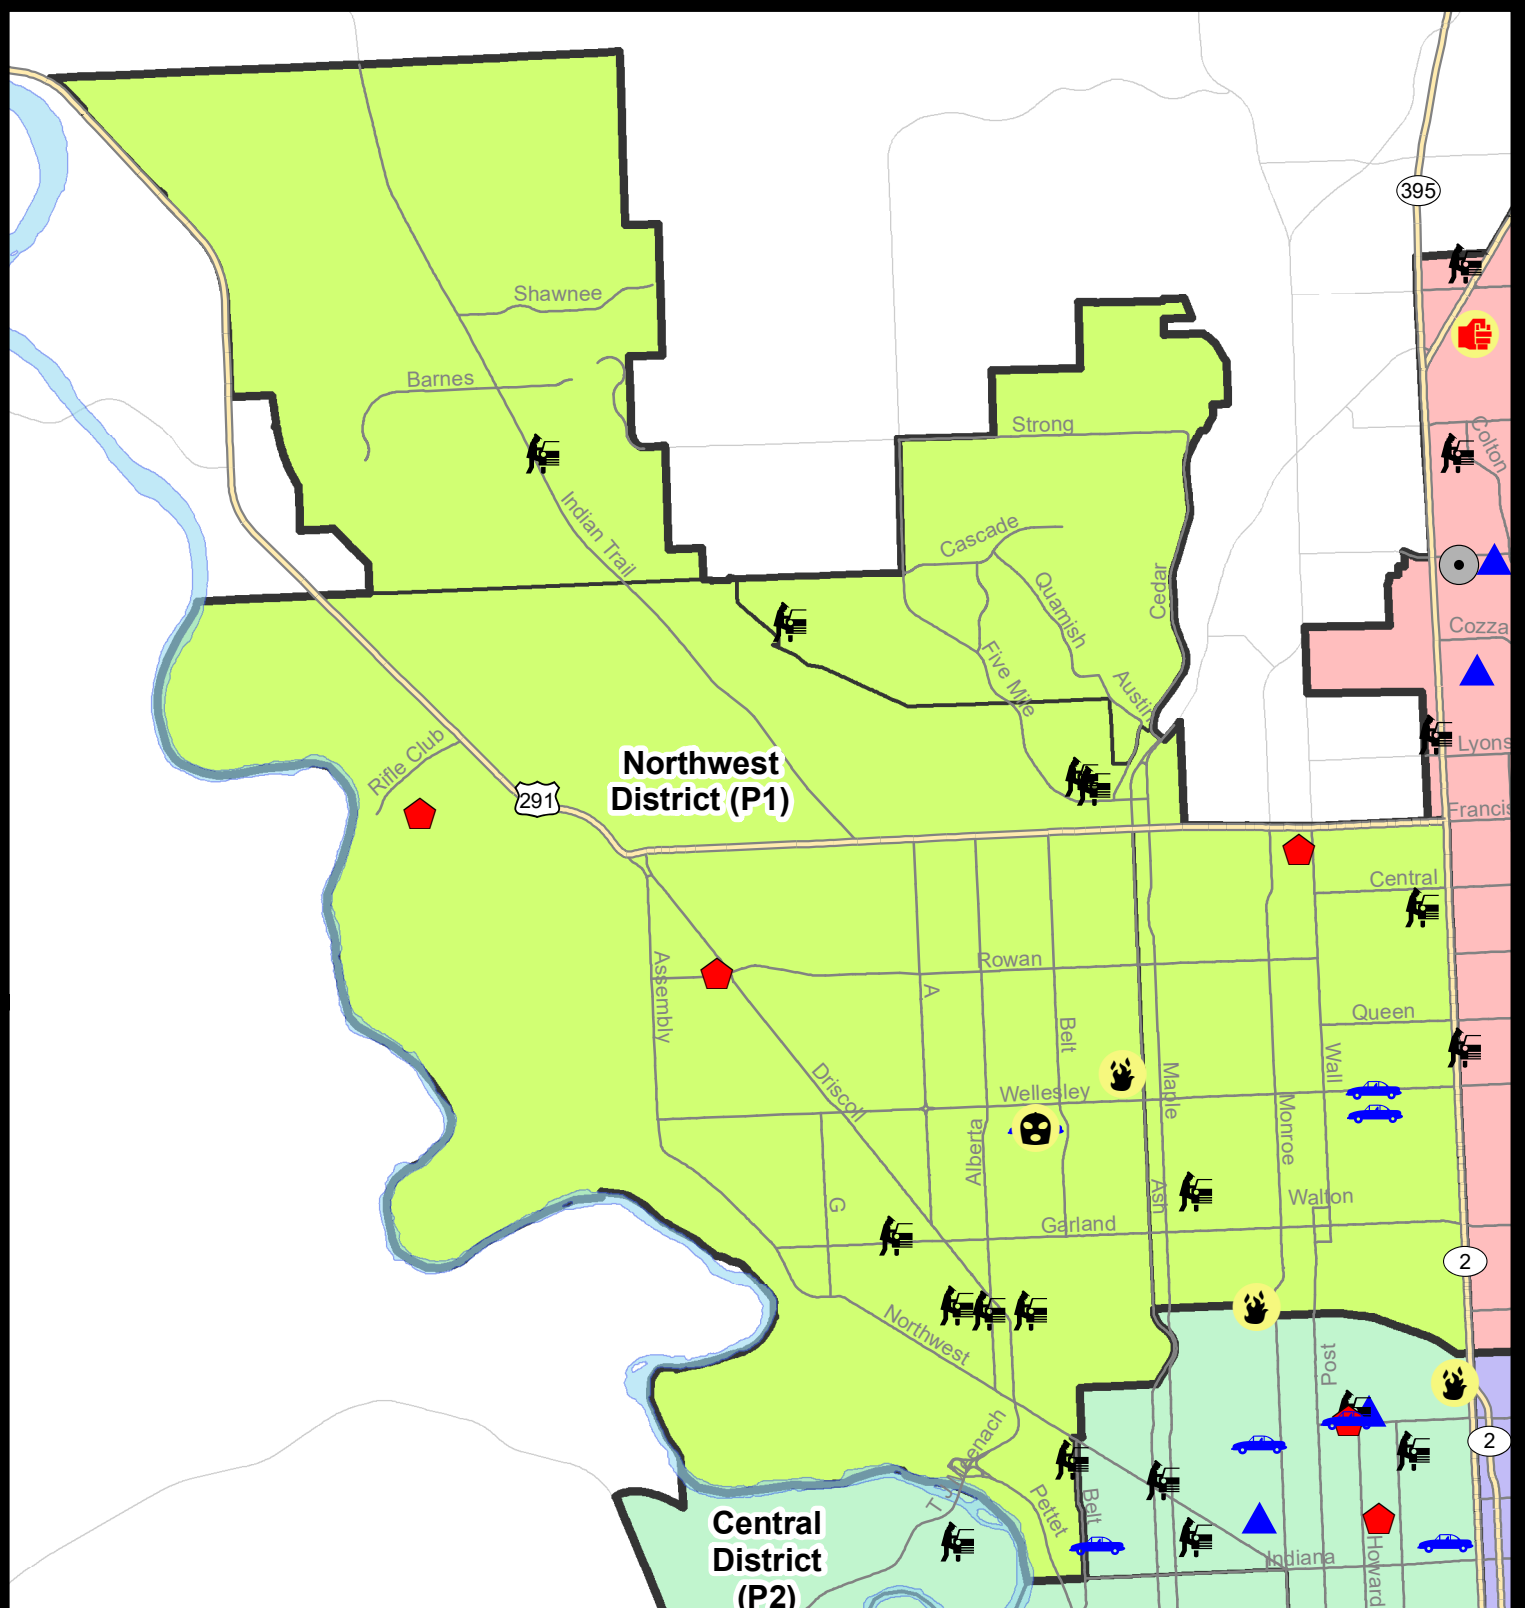 395
Shawnee
Barnes
Strong
Colton
Indian Trail
Cascade
Quamish
Cedar
Cozza
Five Mile
Austin
Rifle Club
Northwest
District (P1)
Lyons
291
Francis
Central
Assembly
Rowan
A
Queen
Belt
Wall
Driscoll
Wellesley
Maple
Monroe
Alberta
Ash
Walton
G
Garland
2
Northwest
Post
2
Pettet
Belt
Central
District
(P2)
Indiana
Howard